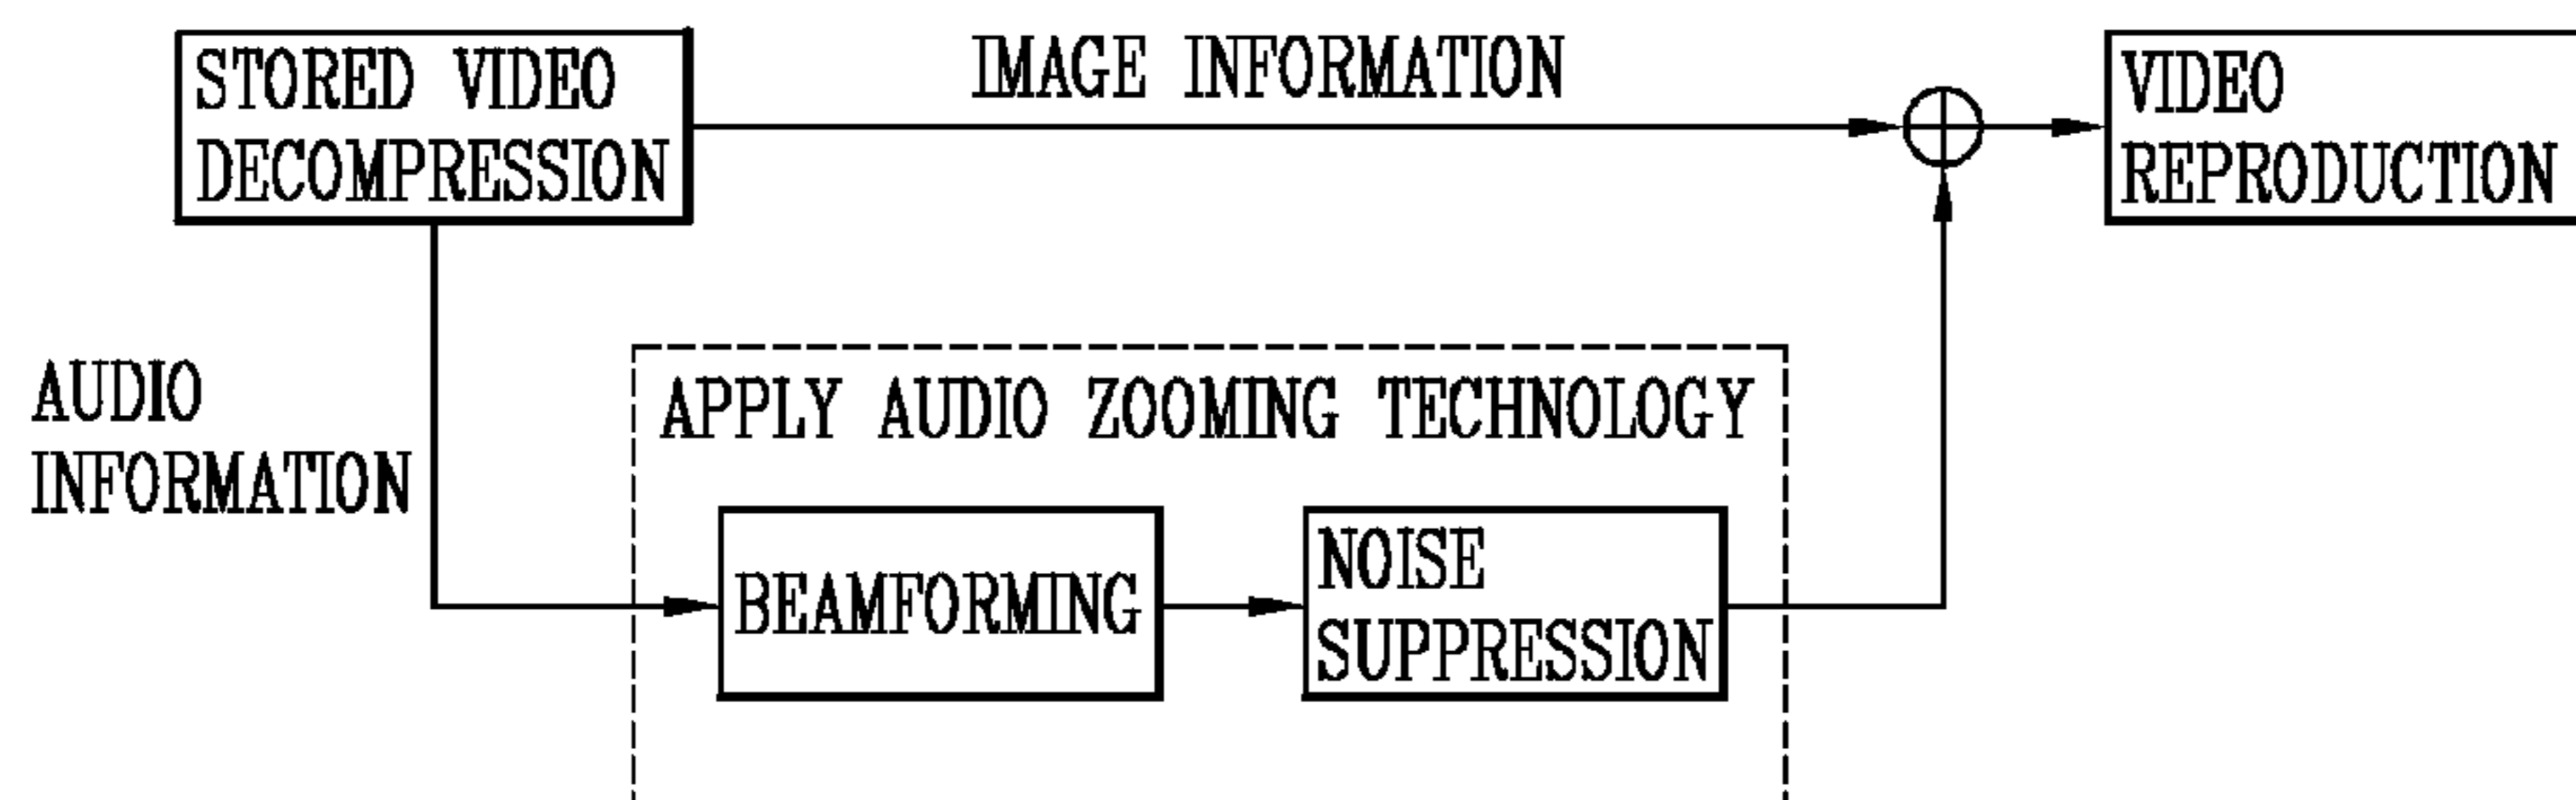 STORED VIDEO
DECOMPRESSION
IMAGE INFORMATION
VIDEO
REPRODUCTION
AUDIO
INFORMATION
APPLY AUDIO ZOOMING TECHNOLOGY
BEAMFORMING
NOISE
SUPPRESSION